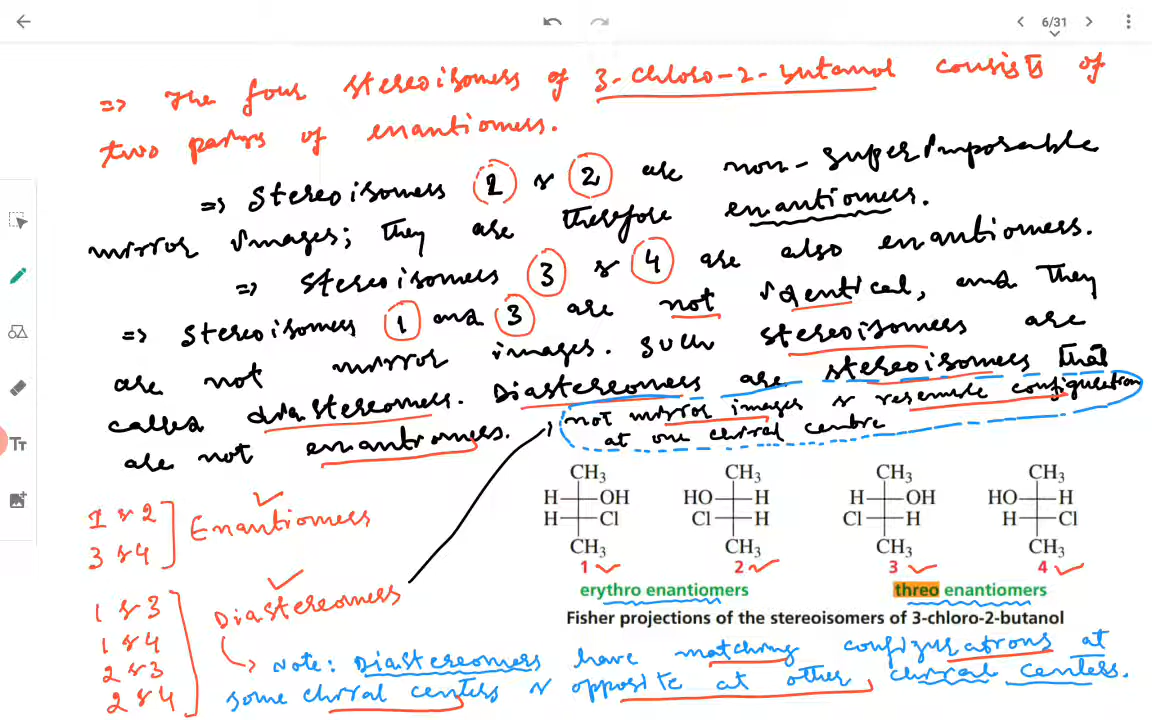 6/31
=> The four stereoisomers of 3-chloro-2-butanol consists of
two pairs of enantiomers.
=> Stereoisomers 1 & 2 are non-superimposable
mirror images; they are therefore enantiomers.
=> Stereoisomers 3 & 4 are also enantiomers.
=> Stereoisomers 1 and 3 are not identical, and they
are not mirror images. Such stereoisomers are
called diastereomers. Diastereomers are stereoisomers that
are not enantiomers.
not mirror images & resemble configuration
at one chiral centre
Tт
CH₃ CH₃ CH₃ CH₃
H OH HO H H OH HO H
H Cl Cl H Cl H H Cl
CH₃ CH₃ CH₃ CH₃
1 2 3 4
erythro enantiomers threo enantiomers
Fisher projections of the stereoisomers of 3-chloro-2-butanol
1 & 2
3 & 4
Enantiomers
1 & 3
1 & 4
2 & 3
2 & 4
Diastereomers
Note: Diastereomers have matching configurations at
some chiral centers & opposite at other chiral centers.